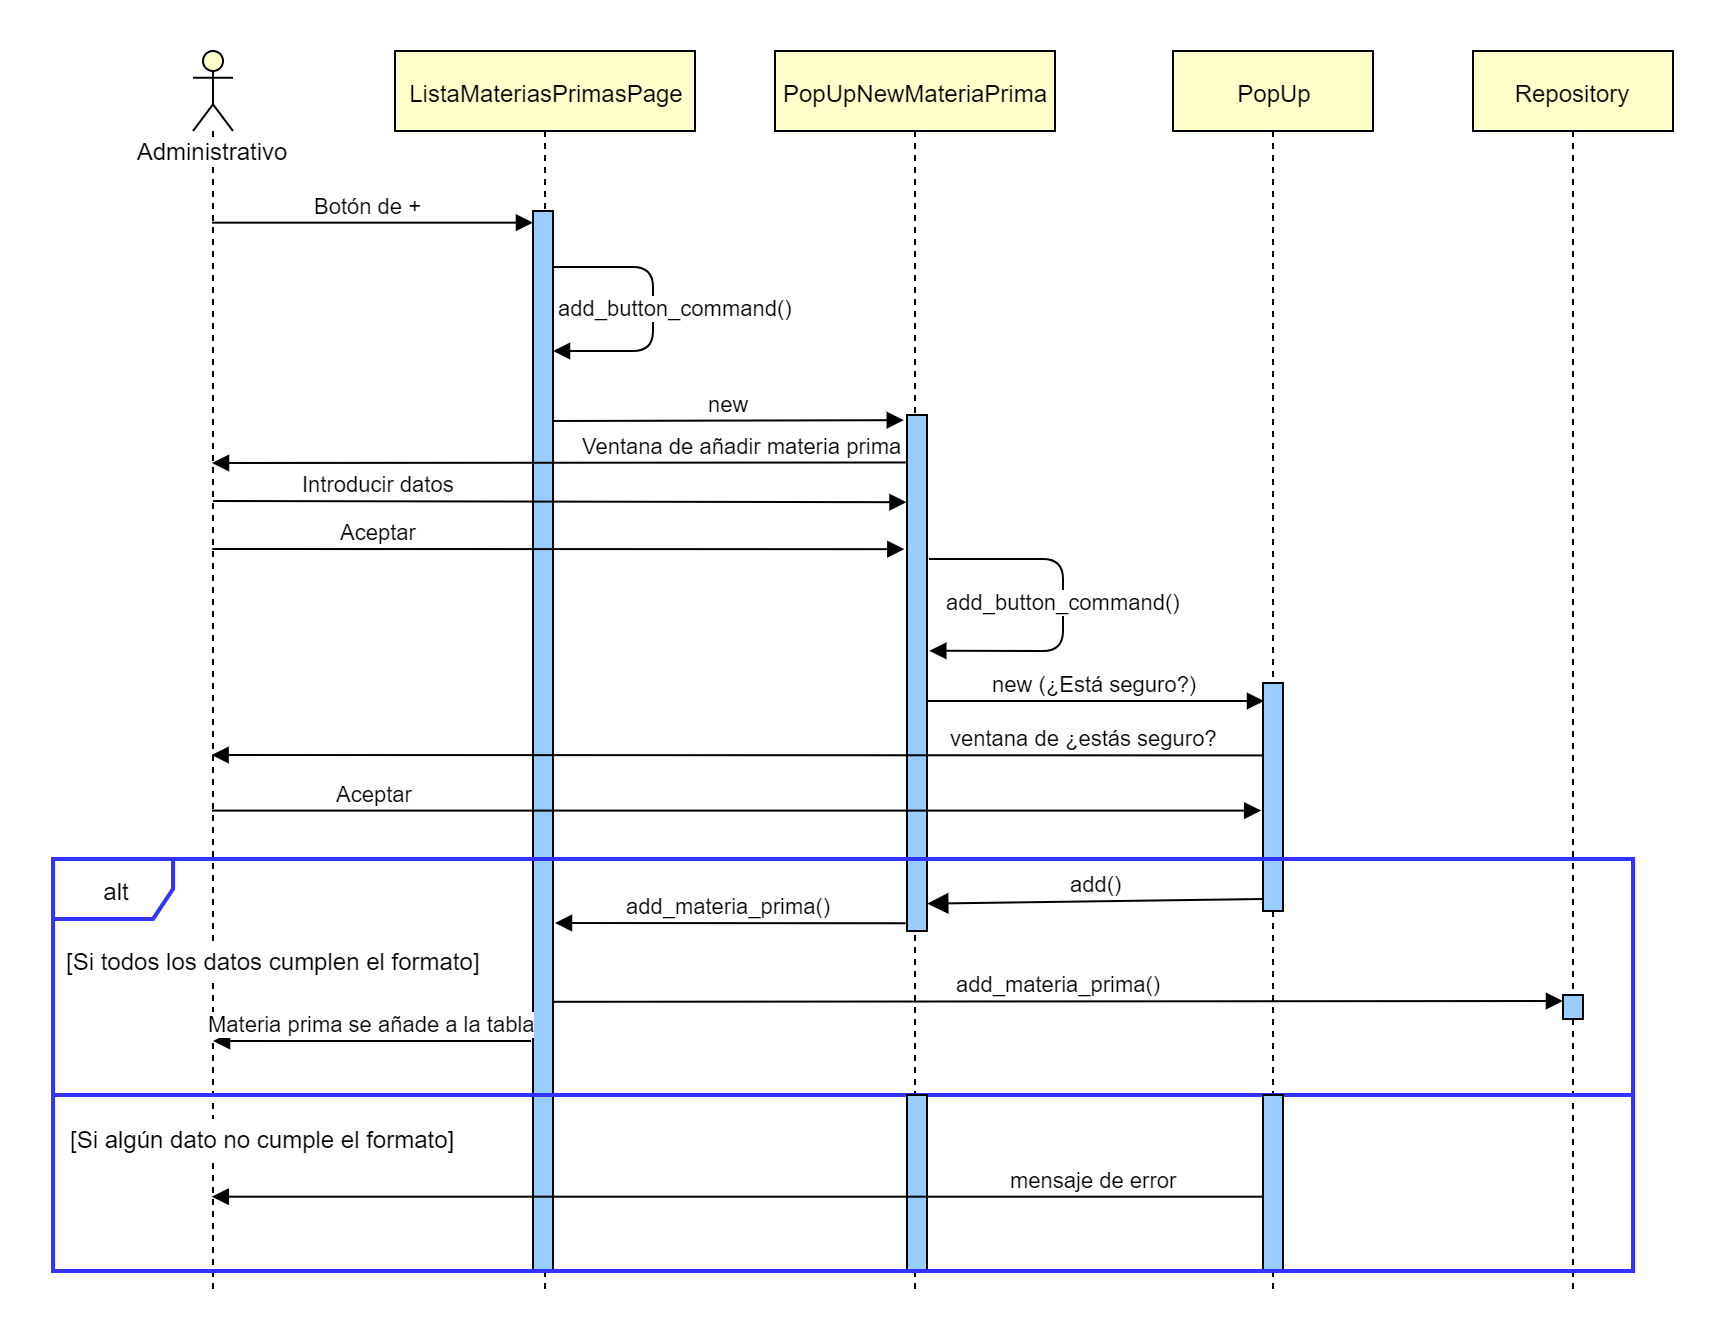 Administrativo
ListaMateriasPrimasPage
PopUpNewMateriaPrima
PopUp
Repository
Botón de +
add_button_command()
new
Ventana de añadir materia prima
Introducir datos
Aceptar
add_button_command()
new (¿Está seguro?)
ventana de ¿estás seguro?
Aceptar
alt
add()
add_materia_prima()
[Si todos los datos cumplen el formato]
add_materia_prima()
Materia prima se añade a la tabla
[Si algún dato no cumple el formato]
mensaje de error